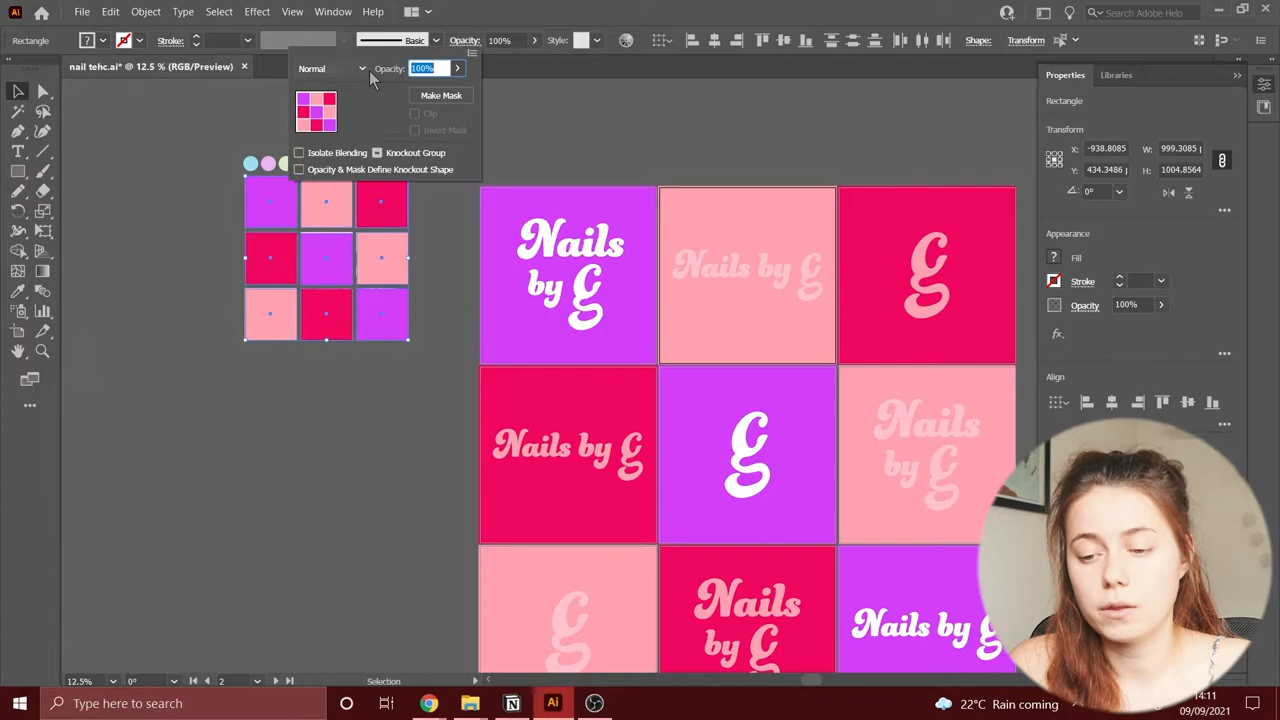 Ai File Edit Object Type Select Effect View Window Help Search Adobe Help
Rectangle Stroke: Basic Opacity: 100% Style: Shape: Transform
nail tehc.ai* @ 12.5 % (RGB/Preview)
Normal Opacity: 100%
Make Mask
Clip
Invert Mask
Isolate Blending Knockout Group
Opacity & Mask Define Knockout Shape
Properties Libraries
Rectangle
Transform
X: -938.8085 W: 999.3085 p
Y: 434.3486 p H: 1004.8564
0°
Appearance
Fill
Stroke
Opacity 100%
fx.
Align
Nails
by G
Nails by G
G
Nails by G
G
Nails
by G
G
Nails
by G
Nails by G
12.5% 0° 2 Selection
Type here to search
Ai
22°C Rain coming
14:11
09/09/2021